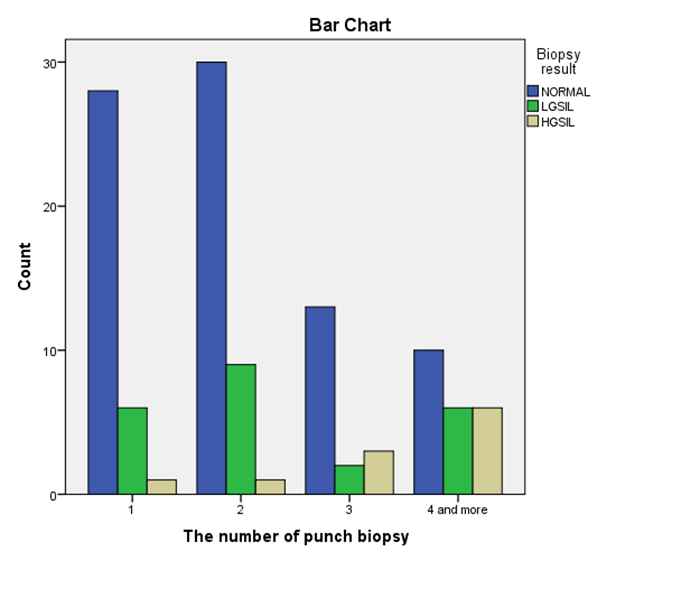 Bar Chart
Biopsy
result
NORMAL
LGSIL
HGSIL
30
20
10
0
Count
1
2
3
4 and more
The number of punch biopsy